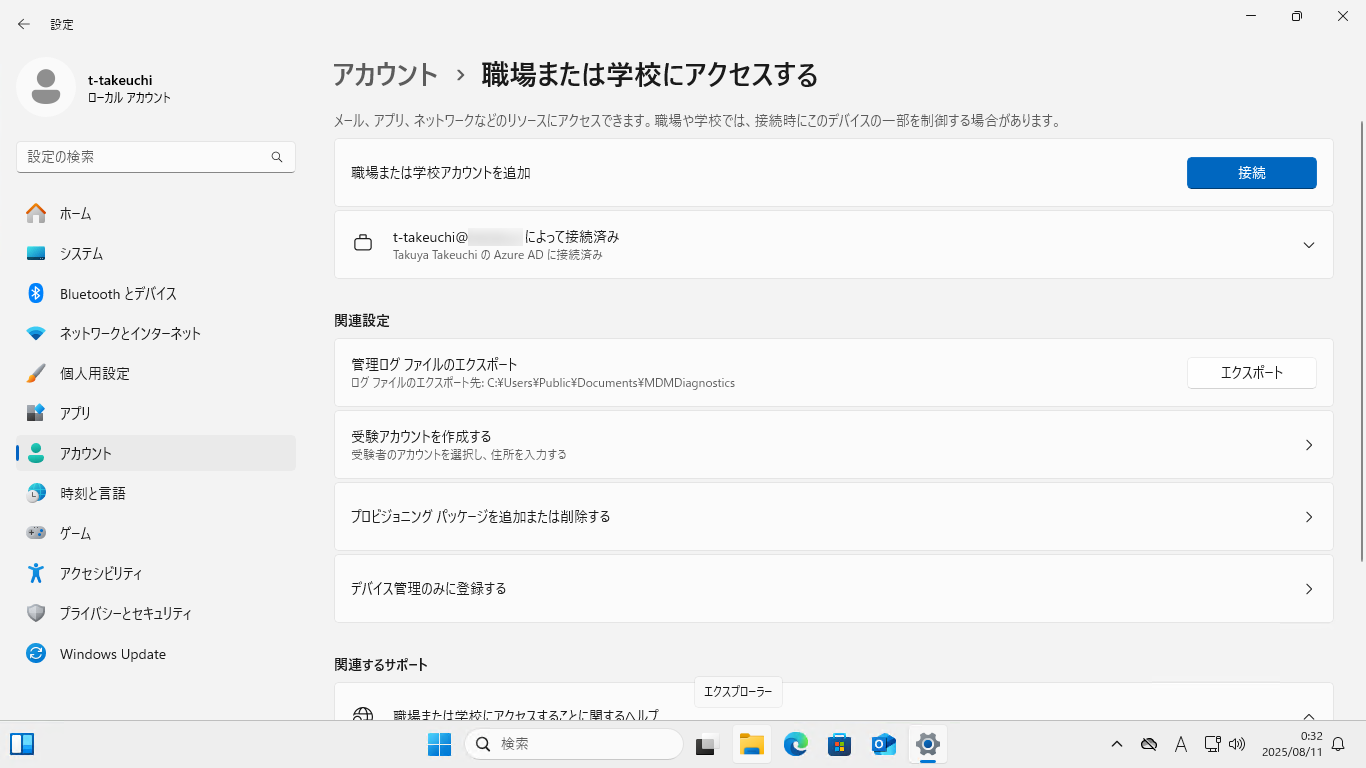 設定
t-takeuchi
ローカル アカウント
設定の検索
ホーム
システム
Bluetooth とデバイス
ネットワークとインターネット
個人用設定
アプリ
アカウント
時刻と言語
ゲーム
アクセシビリティ
プライバシーとセキュリティ
Windows Update
アカウント › 職場または学校にアクセスする
メール、アプリ、ネットワークなどのリソースにアクセスできます。職場や学校では、接続時にこのデバイスの一部を制御する場合があります。
職場または学校アカウントを追加
接続
t-takeuchi@ によって接続済み
Takuya Takeuchi の Azure AD に接続済み
関連設定
管理ログ ファイルのエクスポート
ログ ファイルのエクスポート先: C:¥Users¥Public¥Documents¥MDMDiagnostics
エクスポート
受験アカウントを作成する
受験者のアカウントを選択し、住所を入力する
プロビジョニング パッケージを追加または削除する
デバイス管理のみに登録する
関連するサポート
職場または学校にアクセスすることに関するヘルプ
エクスプローラー
検索
A
0:32
2025/08/11